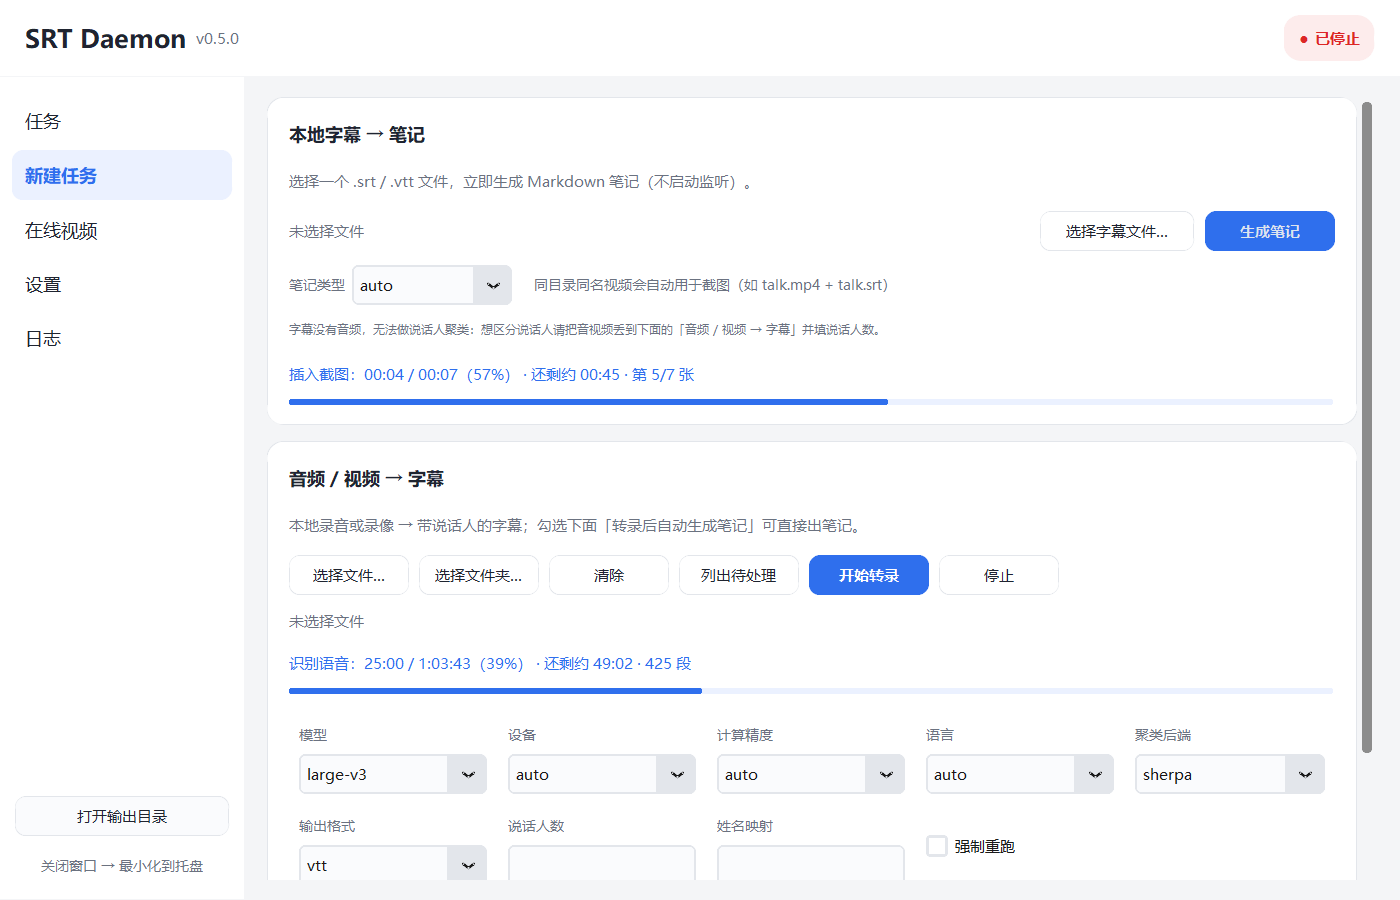 SRT Daemon v0.5.0
● 已停止
任务
新建任务
在线视频
设置
日志
打开输出目录
关闭窗口 → 最小化到托盘
本地字幕 → 笔记
选择一个 .srt / .vtt 文件，立即生成 Markdown 笔记（不启动监听）。
未选择文件
选择字幕文件...
生成笔记
笔记类型
auto
同目录同名视频会自动用于截图（如 talk.mp4 + talk.srt）
字幕没有音频，无法做说话人聚类：想区分说话人请把音视频丢到下面的「音频 / 视频 → 字幕」并填说话人数。
插入截图：00:04 / 00:07（57%） · 还剩约 00:45 · 第 5/7 张
音频 / 视频 → 字幕
本地录音或录像 → 带说话人的字幕；勾选下面「转录后自动生成笔记」可直接出笔记。
选择文件...
选择文件夹...
清除
列出待处理
开始转录
停止
未选择文件
识别语音：25:00 / 1:03:43（39%） · 还剩约 49:02 · 425 段
模型
设备
计算精度
语言
聚类后端
large-v3
auto
auto
auto
sherpa
输出格式
说话人数
姓名映射
强制重跑
vtt